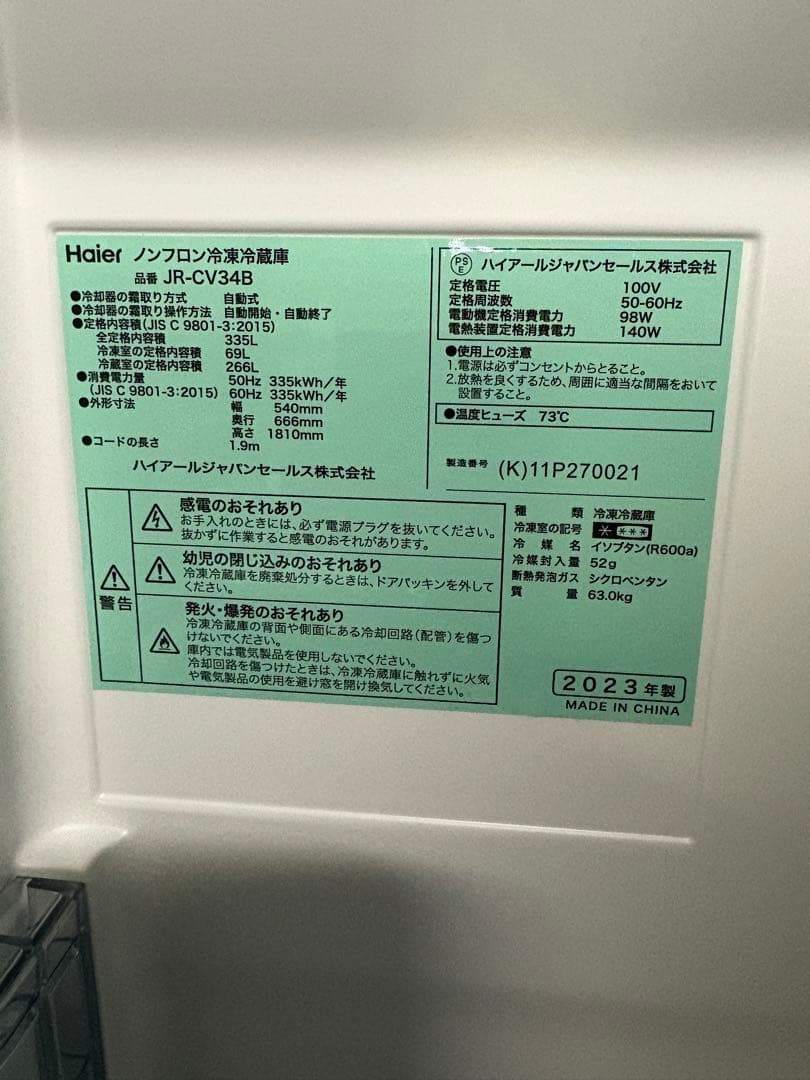 Haier ノンフロン冷凍冷蔵庫
品番 JR-CV34B
●冷却器の霜取り方式 自動式
●冷却器の霜取り操作方法 自動開始・自動終了
●定格内容積(JIS C 9801-3:2015)
全定格内容積 335L
冷凍室の定格内容積 69L
冷蔵室の定格内容積 266L
●消費電力量 50Hz 335kWh/年
(JIS C 9801-3:2015) 60Hz 335kWh/年
●外形寸法 幅 540mm
奥行 666mm
高さ 1810mm
●コードの長さ 1.9m
ハイアールジャパンセールス株式会社
PSE ハイアールジャパンセールス株式会社
定格電圧 100V
定格周波数 50-60Hz
電動機定格消費電力 98W
電熱装置定格消費電力 140W
●使用上の注意
1.電源は必ずコンセントからとること。
2.放熱を良くするため、周囲に適当な間隔をおいて
設置すること。
●温度ヒューズ 73℃
製造番号 (K)11P270021
警告
感電のおそれあり
お手入れのときには、必ず電源プラグを抜いてください。
抜かずに作業すると感電のおそれがあります。
幼児の閉じ込みのおそれあり
冷凍冷蔵庫を廃棄処分するときは、ドアパッキンを外して
ください。
発火・爆発のおそれあり
冷凍冷蔵庫の背面や側面にある冷却回路(配管)を傷つ
けないでください。
庫内では電気製品を使用しないでください。
冷却回路を傷つけたときは、冷凍冷蔵庫に触れずに火気
や電気製品の使用を避け窓を開け換気してください。
種類 冷凍冷蔵庫
冷凍室の記号 * ***
冷媒名 イソブタン(R600a)
冷媒封入量 52g
断熱発泡ガス シクロペンタン
質量 63.0kg
2023年製
MADE IN CHINA